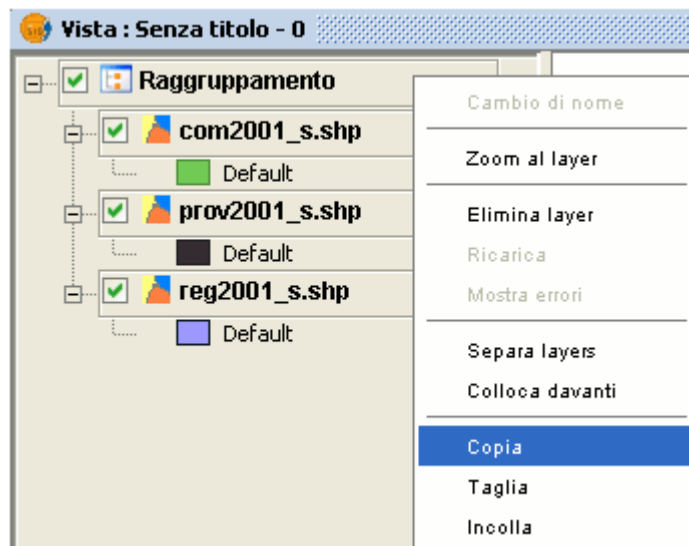 Vista : Senza titolo - 0
Raggruppamento
com2001_s.shp
Default
prov2001_s.shp
Default
reg2001_s.shp
Default
Cambio di nome
Zoom al layer
Elimina layer
Ricarica
Mostra errori
Separa layers
Colloca davanti
Copia
Taglia
Incolla